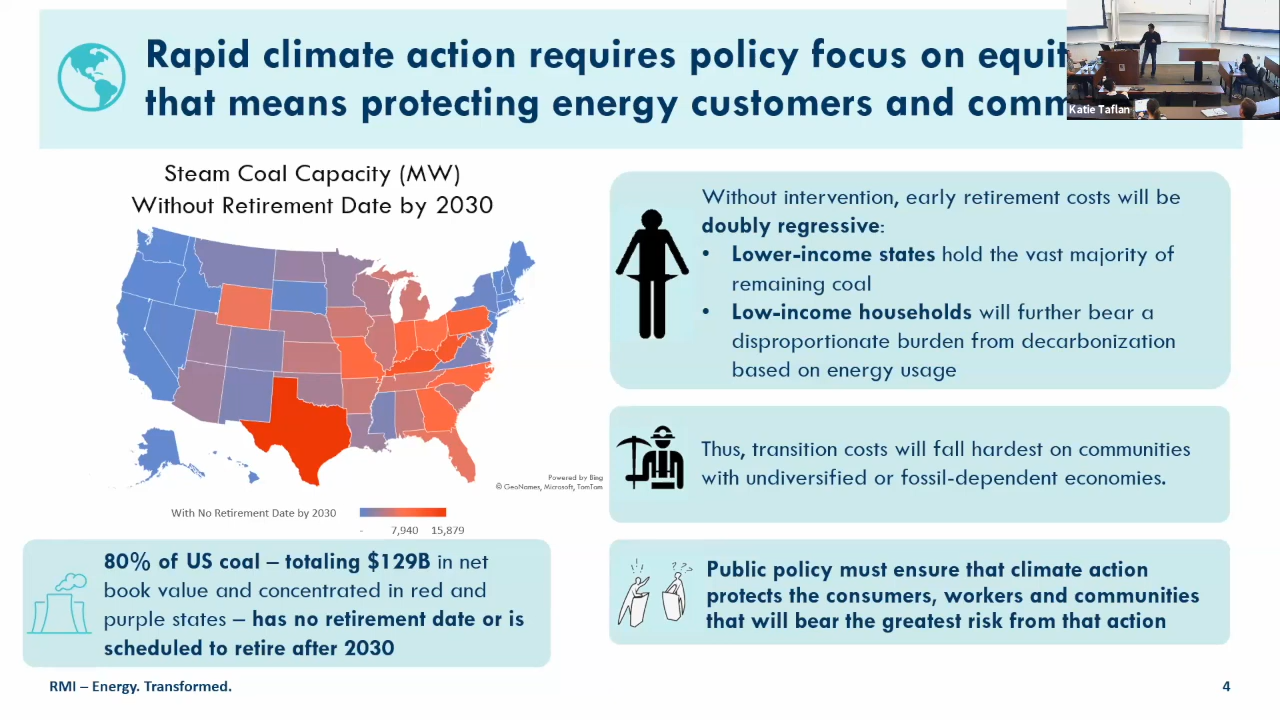 Rapid climate action requires policy focus on
that means protecting energy customers and
Katie Taflan
Steam Coal Capacity (MW)
Without Retirement Date by 2030
Powered by Bing
© GeoNames, Microsoft, TomTom
With No Retirement Date by 2030
- 7,940 15,879
80% of US coal – totaling $129B in net
book value and concentrated in red and
purple states – has no retirement date or is
scheduled to retire after 2030
Without intervention, early retirement costs will be
doubly regressive:
• Lower-income states hold the vast majority of
remaining coal
• Low-income households will further bear a
disproportionate burden from decarbonization
based on energy usage
Thus, transition costs will fall hardest on communities
with undiversified or fossil-dependent economies.
Public policy must ensure that climate action
protects the consumers, workers and communities
that will bear the greatest risk from that action
RMI – Energy. Transformed.
4